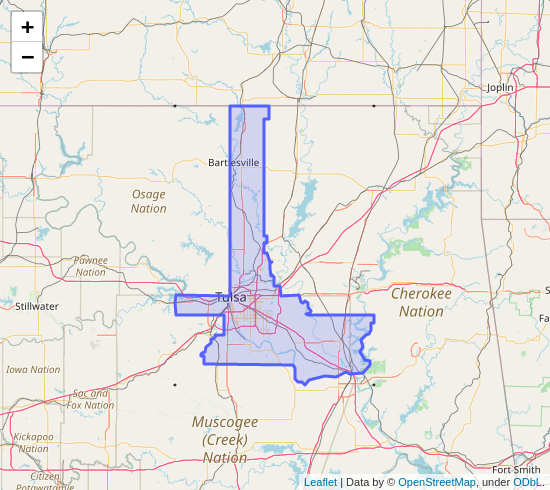 +
−
Joplin
Bartlesville
Osage
Nation
Pawnee
Nation
Tulsa
Stillwater
Cherokee
Nation
S
Fa
Iowa Nation
Sac and
Fox Nation
Muscogee
(Creek)
Nation
Kickapoo
Nation
Citizen
Potawatomie
Fort Smith
Leaflet | Data by © OpenStreetMap, under ODbL.